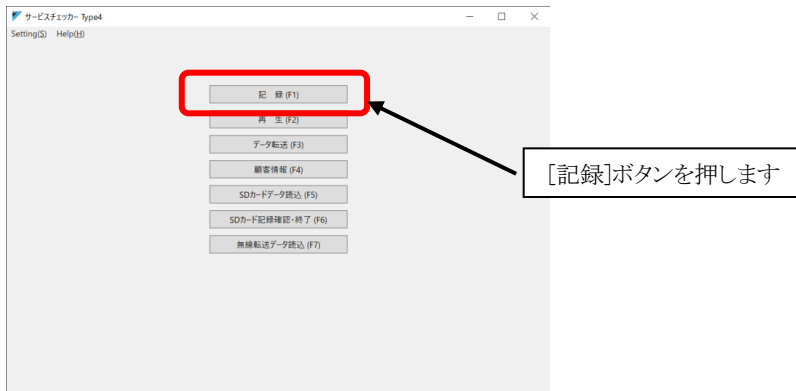 サービスチェッカー Type4
Setting(S) Help(H)
記 録 (F1)
再 生 (F2)
データ転送 (F3)
顧客情報 (F4)
SDカードデータ読込 (F5)
SDカード記録確認・終了 (F6)
無線転送データ読込 (F7)
[記録]ボタンを押します